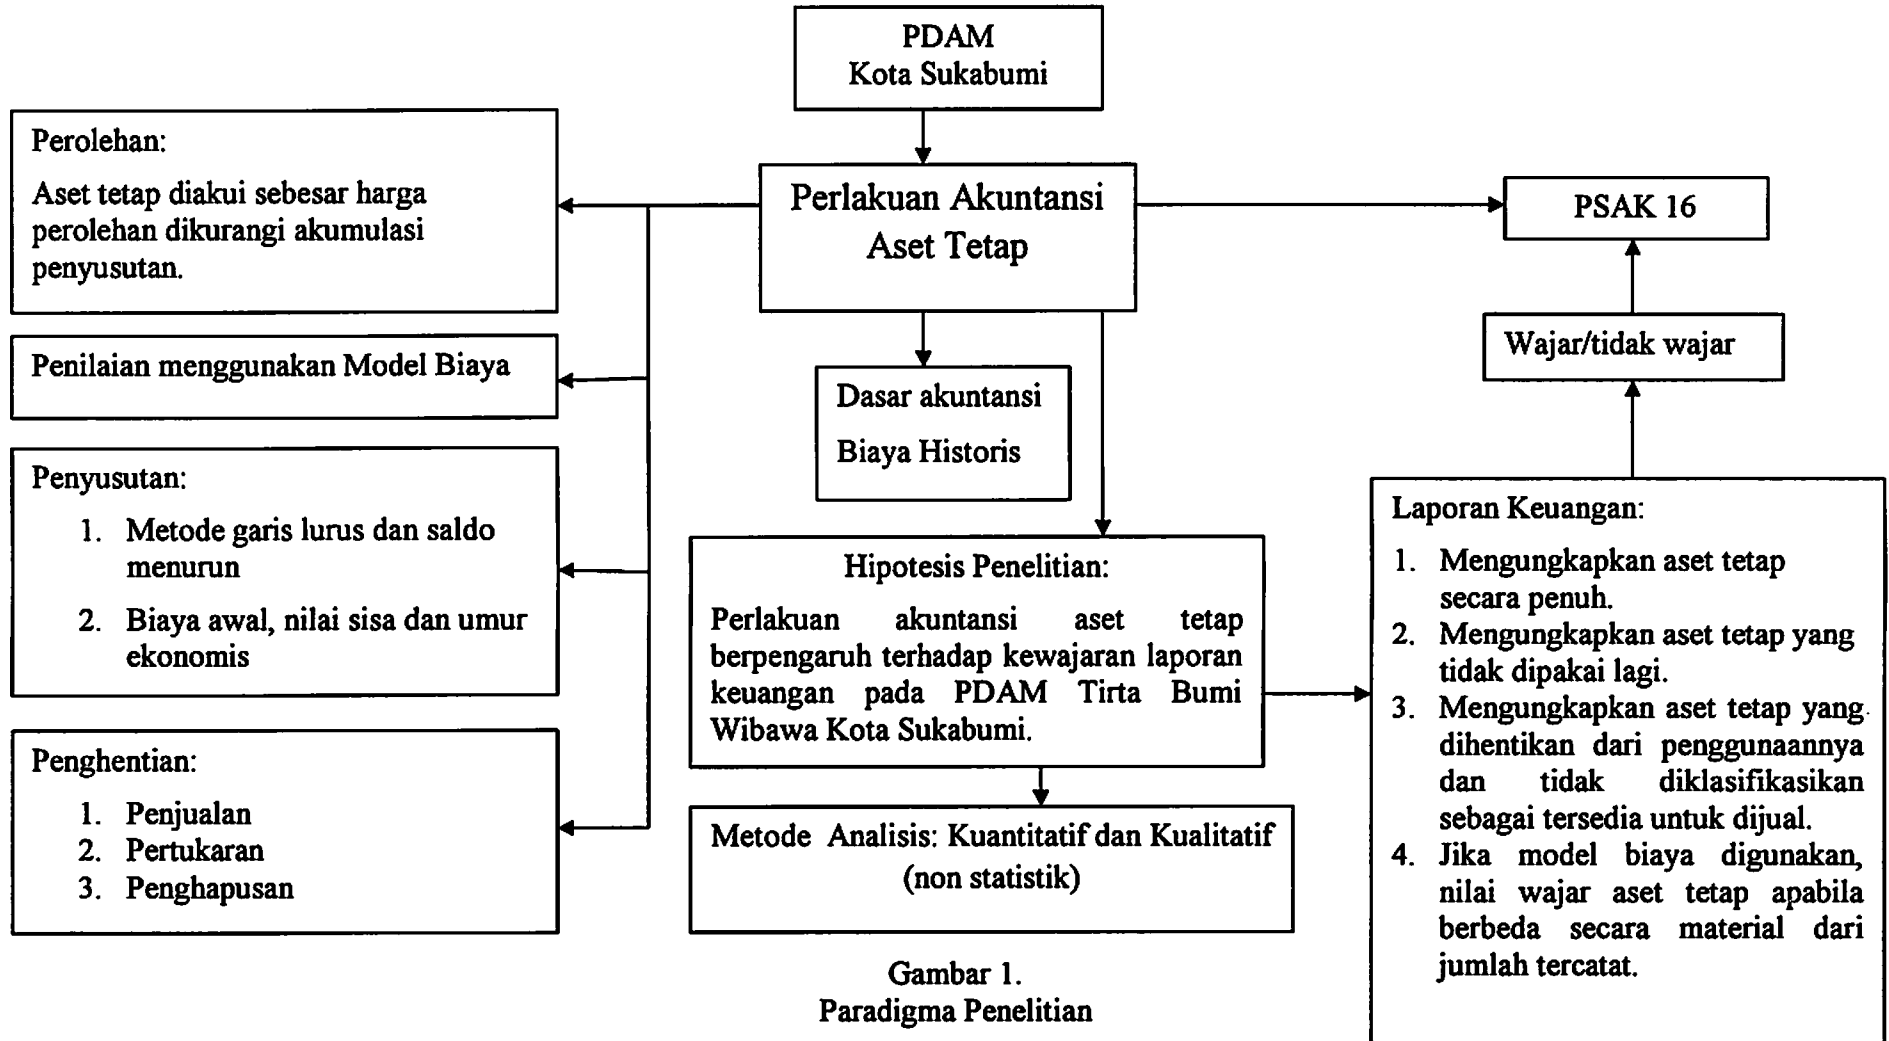 PDAM
Kota Sukabumi
Perolehan:
Aset tetap diakui sebesar harga
perolehan dikurangi akumulasi
penyusutan.
Perlakuan Akuntansi
Aset Tetap
PSAK 16
Penilaian menggunakan Model Biaya
Wajar/tidak wajar
Dasar akuntansi
Biaya Historis
Penyusutan:
1. Metode garis lurus dan saldo
menurun
2. Biaya awal, nilai sisa dan umur
ekonomis
Hipotesis Penelitian:
Perlakuan akuntansi aset tetap
berpengaruh terhadap kewajaran laporan
keuangan pada PDAM Tirta Bumi
Wibawa Kota Sukabumi.
Laporan Keuangan:
1. Mengungkapkan aset tetap
secara penuh.
2. Mengungkapkan aset tetap yang
tidak dipakai lagi.
3. Mengungkapkan aset tetap yang
dihentikan dari penggunaannya
dan tidak diklasifikasikan
sebagai tersedia untuk dijual.
4. Jika model biaya digunakan,
nilai wajar aset tetap apabila
berbeda secara material dari
jumlah tercatat.
Penghentian:
1. Penjualan
2. Pertukaran
3. Penghapusan
Metode Analisis: Kuantitatif dan Kualitatif
(non statistik)
Gambar 1.
Paradigma Penelitian